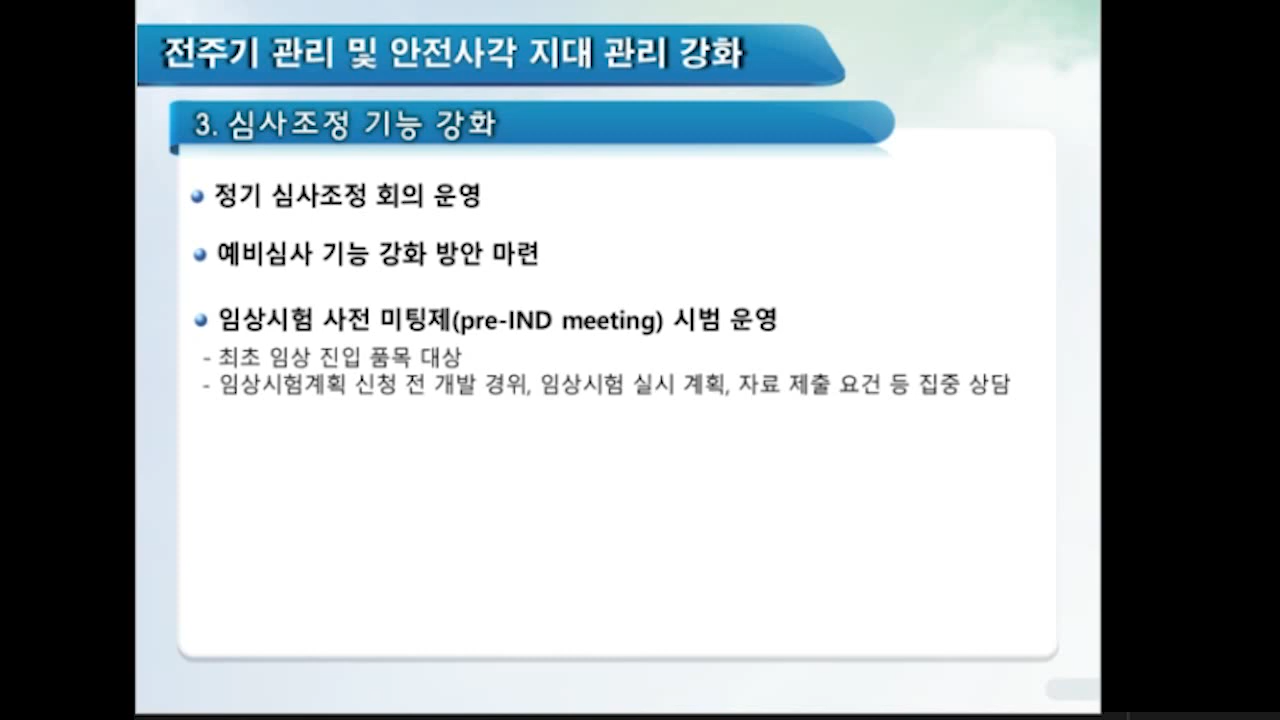 전주기 관리 및 안전사각 지대 관리 강화
3. 심사조정 기능 강화
정기 심사조정 회의 운영
예비심사 기능 강화 방안 마련
임상시험 사전 미팅제(pre-IND meeting) 시범 운영
- 최초 임상 진입 품목 대상
- 임상시험계획 신청 전 개발 경위, 임상시험 실시 계획, 자료 제출 요건 등 집중 상담